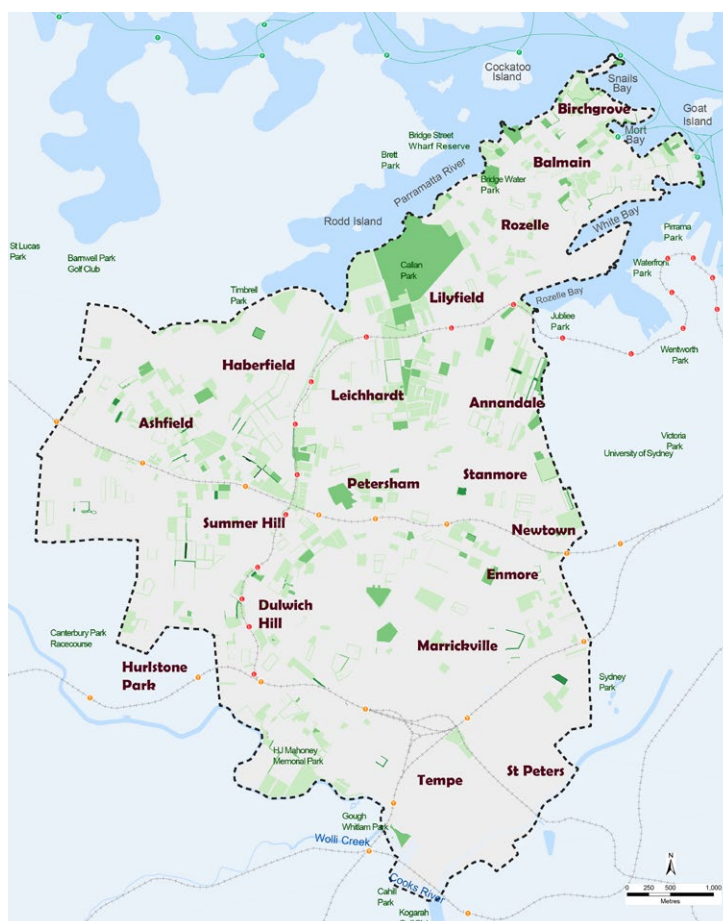 Cockatoo
Island
Snails
Bay
Goat
Island
Birchgrove
Mort
Bay
Bridge Street
Wharf Reserve
Brett
Park
Parramatta River
Balmain
Bridge Water
Park
Rodd Island
Rozelle
White Bay
Pirrama
Park
St Lucas
Park
Barnwell Park
Golf Club
Callan
Park
Waterfront
Park
Timbrell
Park
Lilyfield
Rozelle Bay
Jubliee
Park
Wentworth
Park
Haberfield
Leichhardt
Annandale
Ashfield
Victoria
Park
University of Sydney
Petersham
Stanmore
Summer Hill
Newtown
Enmore
Dulwich
Hill
Canterbury Park
Racecourse
Marrickville
Hurlstone
Park
Sydney
Park
HJ Mahoney
Memorial Park
Tempe
St Peters
Gough
Whittam Park
Wolli Creek
Cooks River
Cahill
Park
Kogarah
N
0 250 500 1,000
Metres